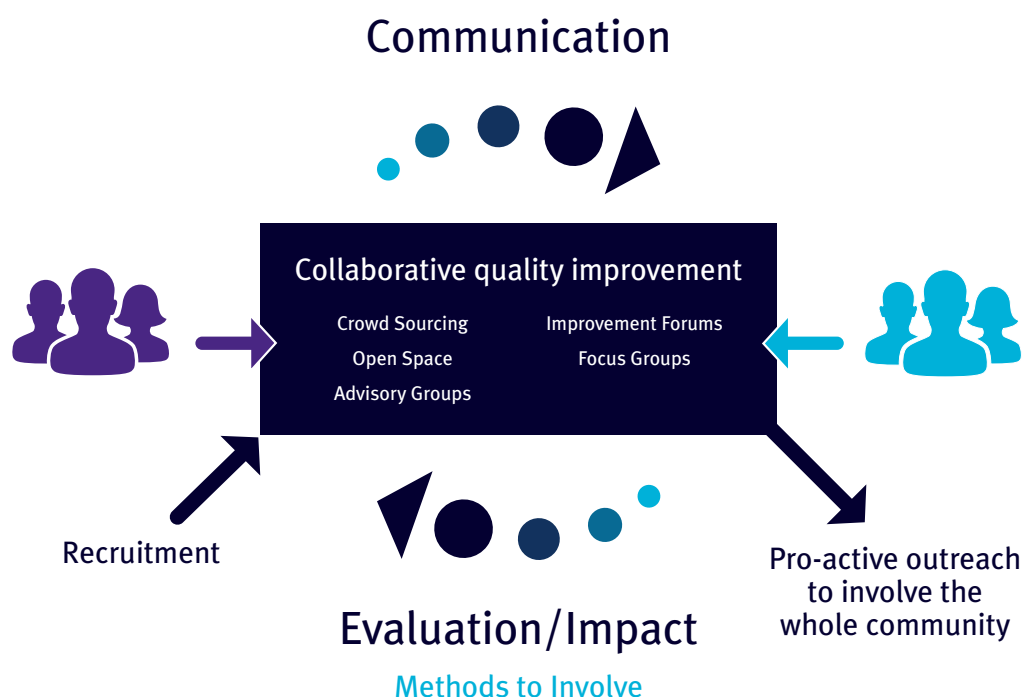 Communication
Collaborative quality improvement
Crowd Sourcing
Open Space
Advisory Groups
Improvement Forums
Focus Groups
Recruitment
Pro-active outreach
to involve the
whole community
Evaluation/Impact
Methods to Involve